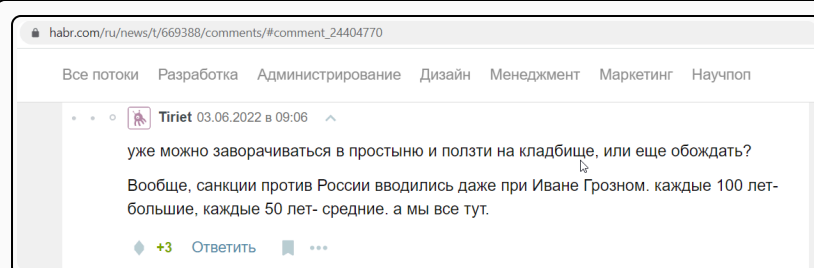 habr.com/ru/news/t/669388/comments/#comment_24404770
Все потоки Разработка Администрирование Дизайн Менеджмент Маркетинг Научпоп
Tiriet 03.06.2022 в 09:06
уже можно заворачиваться в простыню и ползти на кладбище, или еще обождать?
Вообще, санкции против России вводились даже при Иване Грозном. каждые 100 лет-
большие, каждые 50 лет- средние. а мы все тут.
+3 Ответить